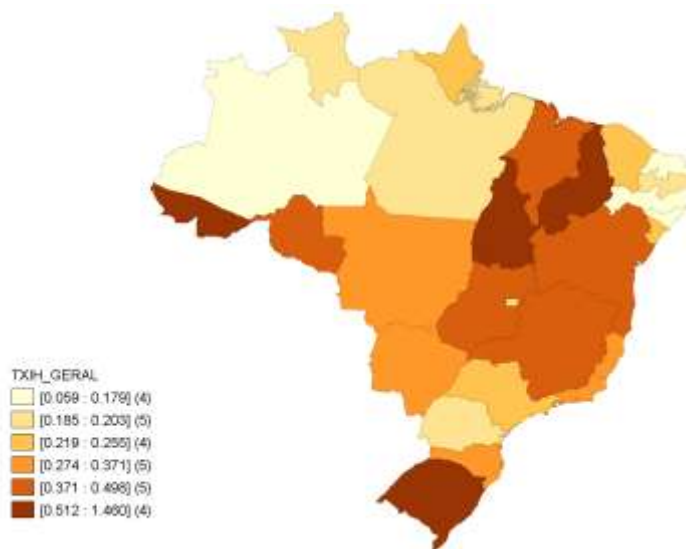 TXIH_GERAL
[0.059 : 0.179] (4)
[0.185 : 0.203] (5)
[0.219 : 0.255] (4)
[0.274 : 0.371] (5)
[0.371 : 0.498] (5)
[0.512 : 1.460] (4)